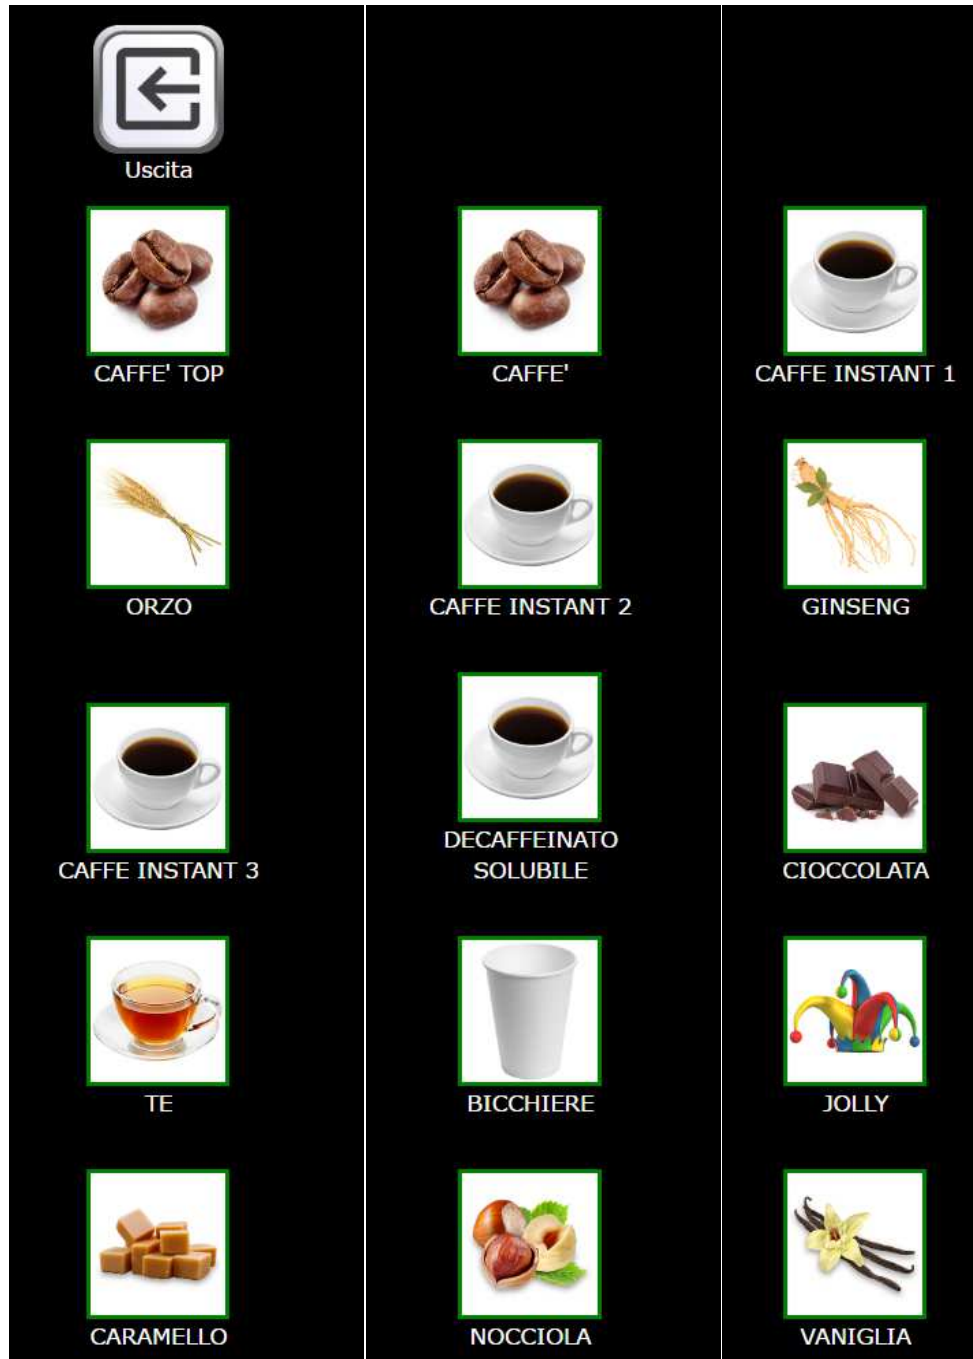 Uscita
CAFFE' TOP
CAFFE'
CAFFE INSTANT 1
ORZO
CAFFE INSTANT 2
GINSENG
CAFFE INSTANT 3
DECAFFEINATO
SOLUBILE
CIOCCOLATA
TE
BICCHIERE
JOLLY
CARAMELLO
NOCCIOLA
VANIGLIA